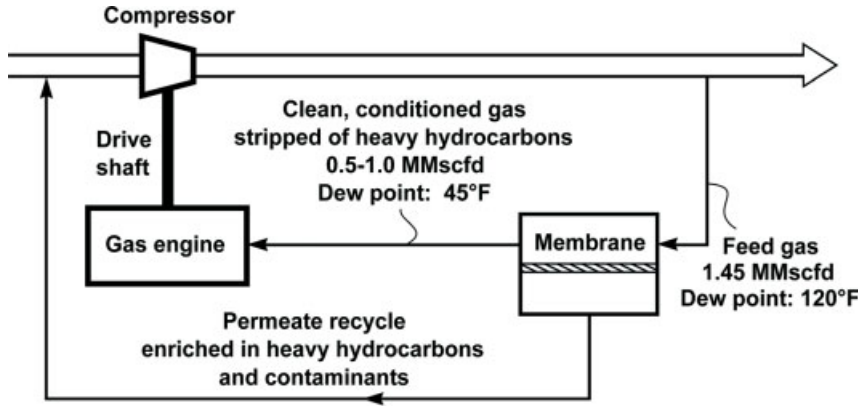 Compressor
Drive
shaft
Clean, conditioned gas
stripped of heavy hydrocarbons
0.5-1.0 MMscfd
Dew point: 45°F
Gas engine
Membrane
Feed gas
1.45 MMscfd
Dew point: 120°F
Permeate recycle
enriched in heavy hydrocarbons
and contaminants